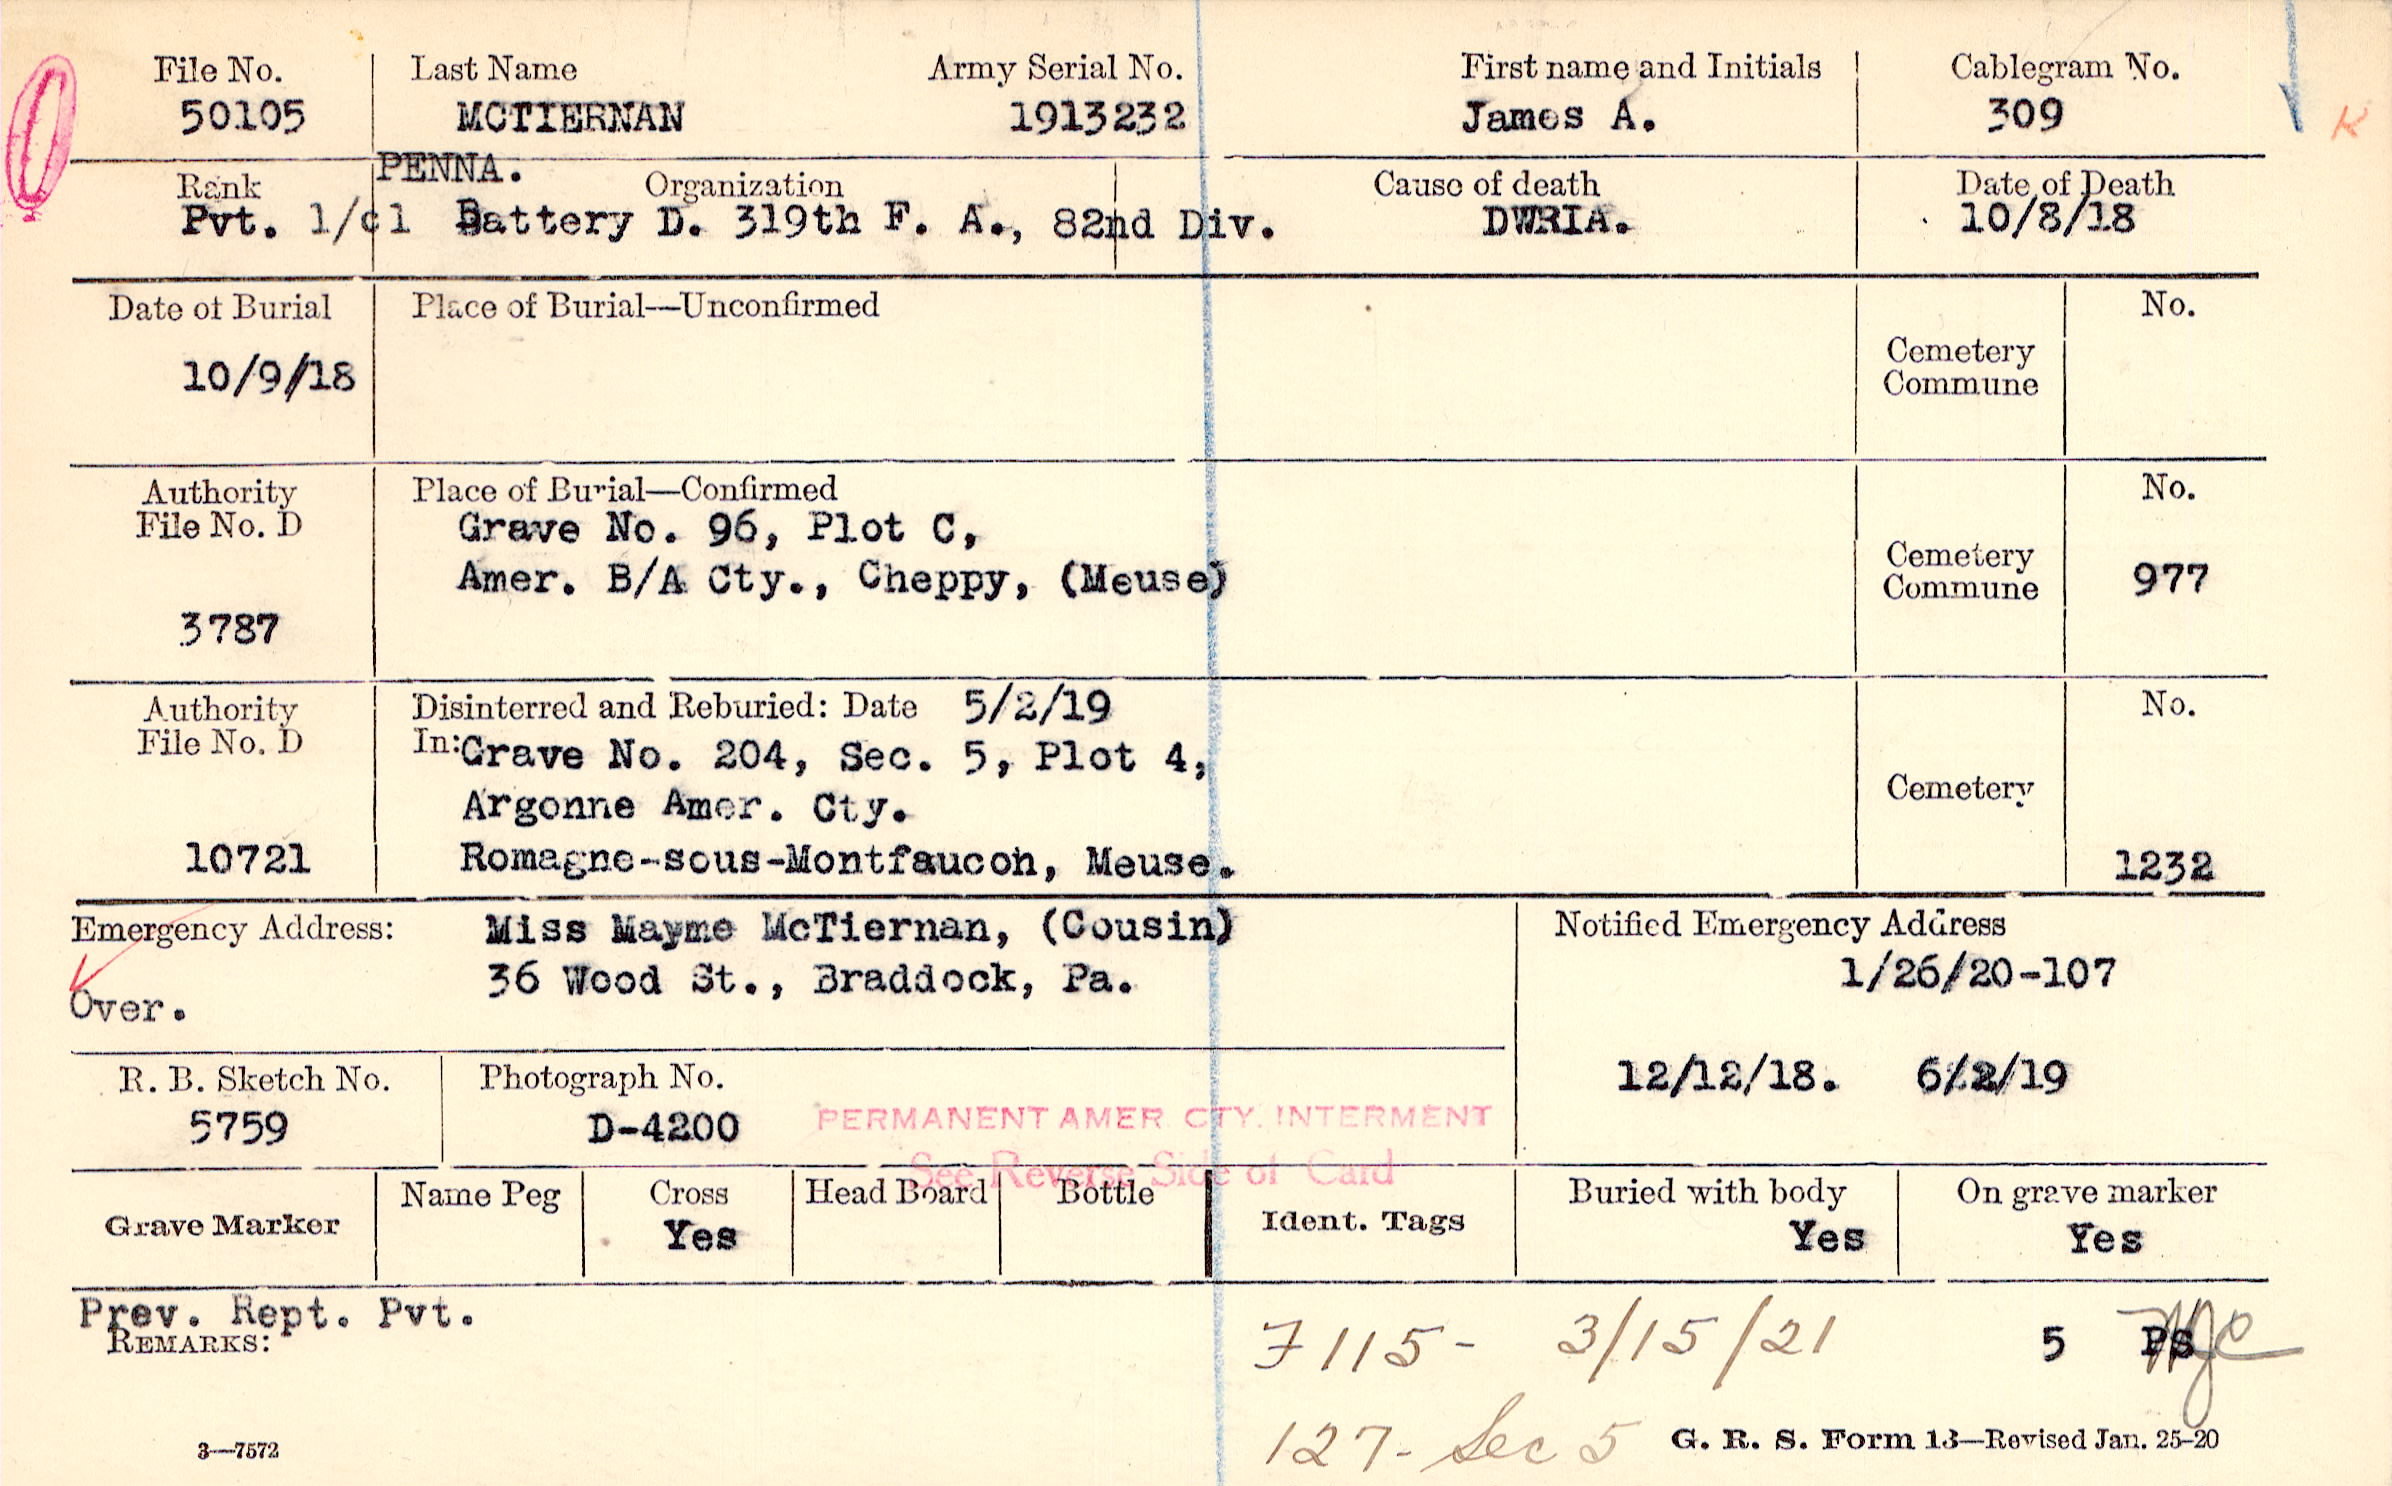 File No. Last Name Army Serial No. First name and Initials Cablegram No.
50105 MCTIERNAN 1913232 James A. 309
K
PENNA.
Rank Organization Cause of death Date of Death
Pvt. 1/cl Battery D. 319th F. A., 82nd Div. DWRIA. 10/8/18
Date of Burial Place of Burial—Unconfirmed No.
10/9/18
Cemetery
Commune
Authority Place of Burial—Confirmed No.
File No. D Grave No. 96, Plot C,
Amer. B/A Cty., Cheppy, (Meuse)
Cemetery
Commune 977
3787
Authority Disinterred and Reburied: Date 5/2/19 No.
File No. D In: Grave No. 204, Sec. 5, Plot 4,
Argonne Amer. Cty. Cemetery
10721 Romagne-sous-Montfaucon, Meuse. 1232
Emergency Address: Miss Mayme McTiernan, (Cousin) Notified Emergency Address
36 Wood St., Braddock, Pa. 1/26/20-107
Over.
R. B. Sketch No. Photograph No. 12/12/18. 6/2/19
5759 D-4200
PERMANENT AMER CTY. INTERMENT
See Reverse Side of Card
Grave Marker Name Peg Cross Head Board Bottle Ident. Tags Buried with body On grave marker
Yes Yes Yes
Prev. Rept. Pvt.
REMARKS:
7115- 3/15/21 5 PS
127- Sec 5
3—7572 G. R. S. Form 13—Revised Jan. 25-20